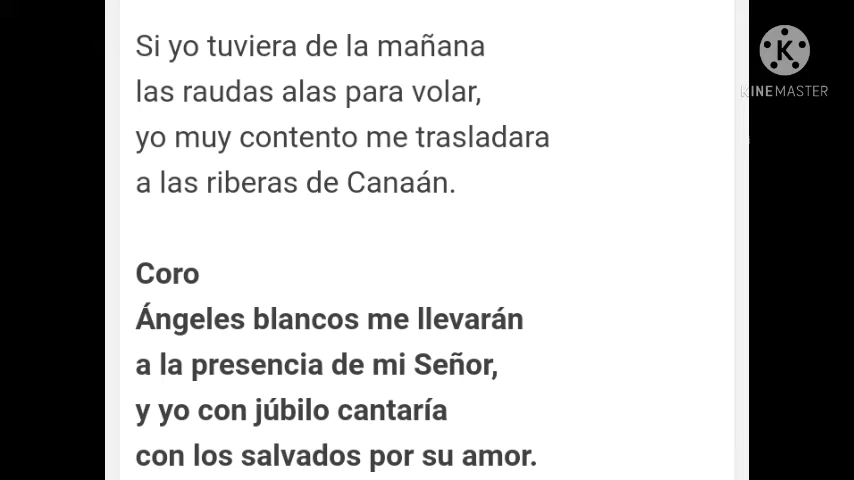 Si yo tuviera de la mañana
las raudas alas para volar,
yo muy contento me trasladara
a las riberas de Canaán.
Coro
Ángeles blancos me llevarán
a la presencia de mi Señor,
y yo con júbilo cantaría
con los salvados por su amor.
K
KINEMASTER